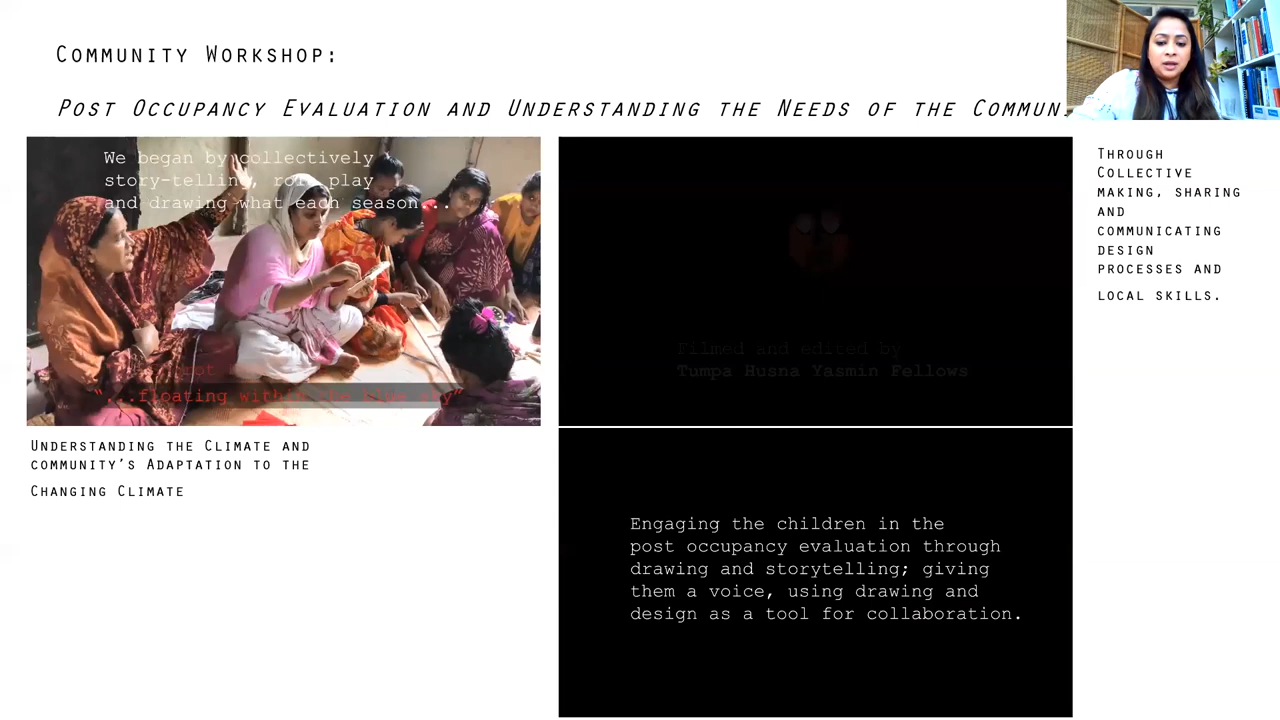 Community Workshop:
Post Occupancy Evaluation and Understanding the Needs of the Commun
We began by collectively
story-telling, role play
and drawing what each season...
"...floating within the blue sky"
Understanding the Climate and
community's Adaptation to the
Changing Climate
Filmed and edited by
Tumpa Husna Yasmin Fellows
Engaging the children in the
post occupancy evaluation through
drawing and storytelling; giving
them a voice, using drawing and
design as a tool for collaboration.
Through
Collective
making, sharing
and
communicating
design
processes and
local skills.